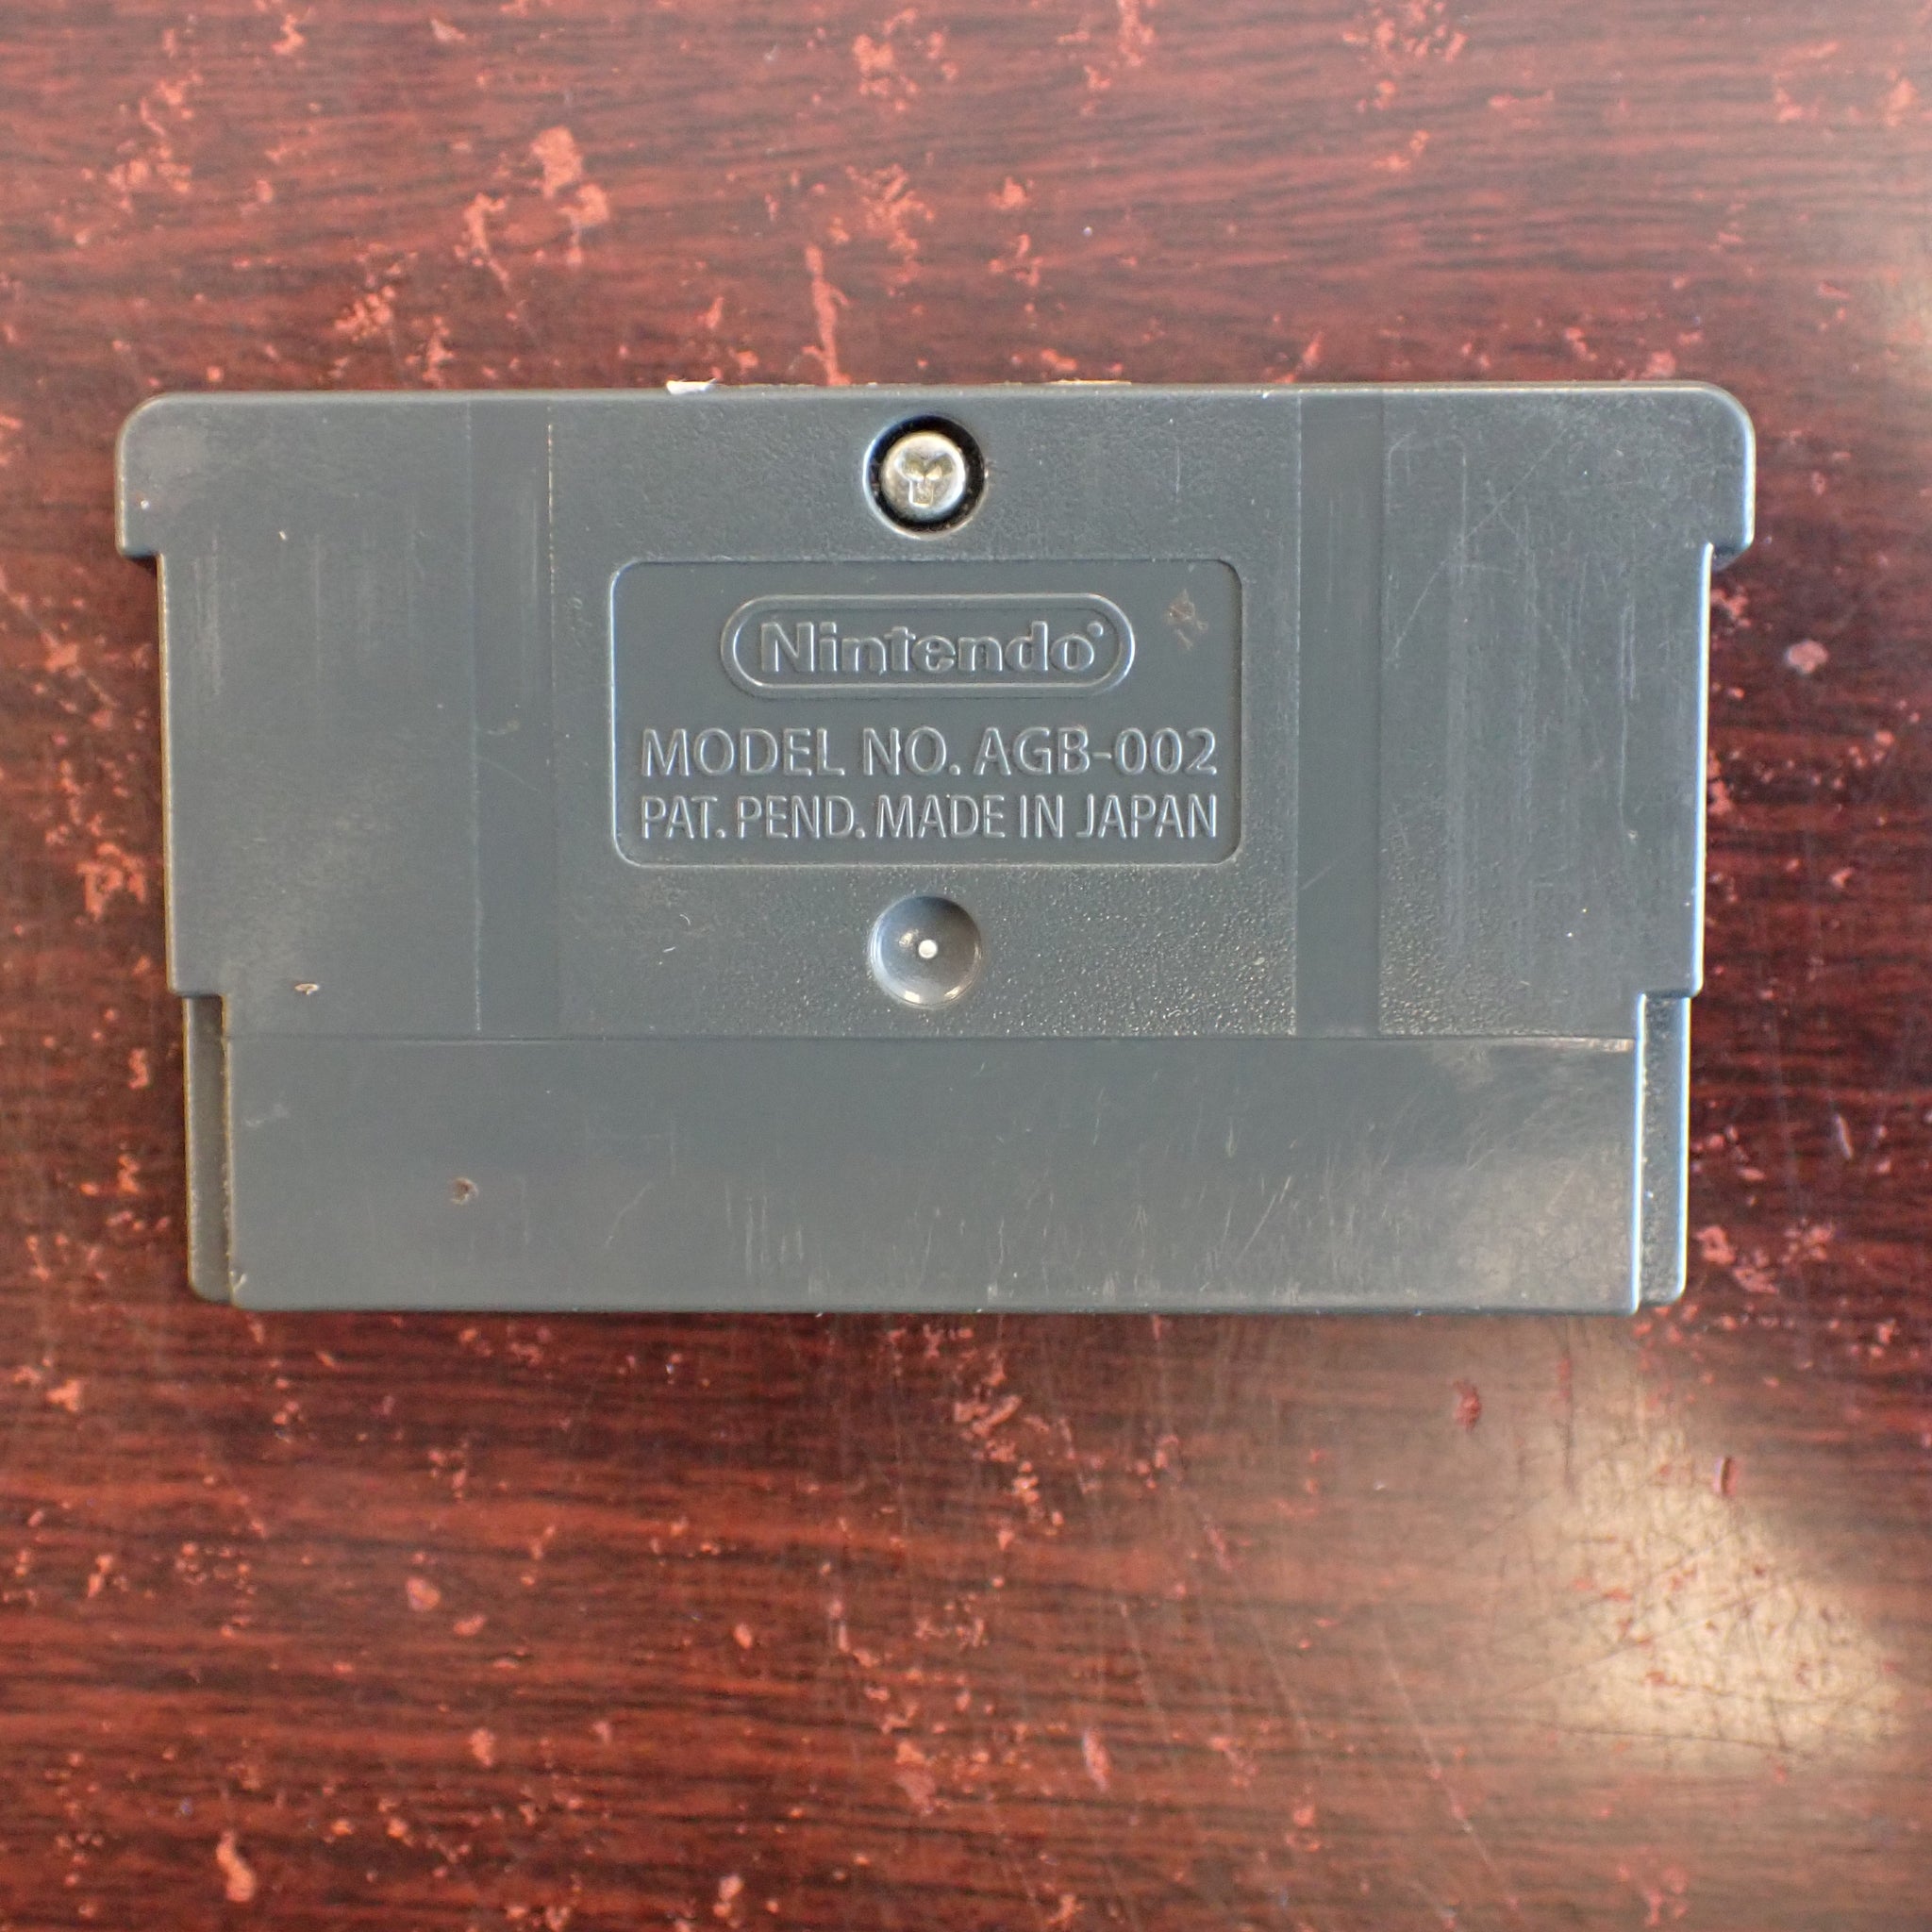 Nintendo
MODEL NO. AGB-002
PAT. PEND. MADE IN JAPAN